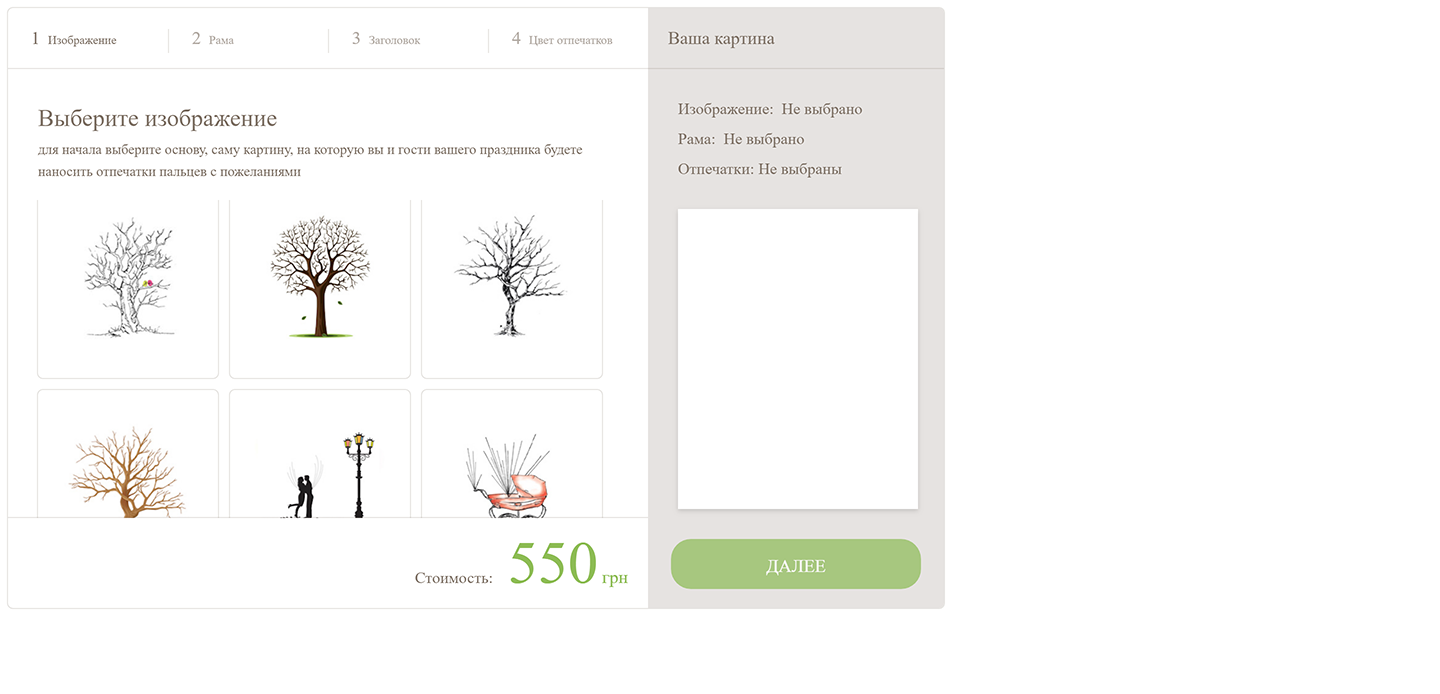 1 Изображение
2 Рама
3 Заголовок
4 Цвет отпечатков
Ваша картина
Выберите изображение
для начала выберите основу, саму картину, на которую вы и гости вашего праздника будете
наносить отпечатки пальцев с пожеланиями
Изображение: Не выбрано
Рама: Не выбрано
Отпечатки: Не выбраны
Стоимость: 550 грн
ДАЛЕЕ